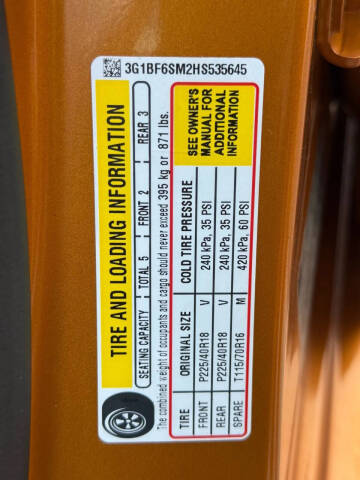 3G1BF6SM2HS535645
TIRE AND LOADING INFORMATION
SEATING CAPACITY TOTAL 5 FRONT 2 REAR 3
The combined weight of occupants and cargo should never exceed 395 kg or 871 lbs.
TIRE ORIGINAL SIZE COLD TIRE PRESSURE
FRONT P225/40R18 V 240 kPa, 35 PSI
REAR P225/40R18 V 240 kPa, 35 PSI
SPARE T115/70R16 M 420 kPa, 60 PSI
SEE OWNER'S
MANUAL FOR
ADDITIONAL
INFORMATION